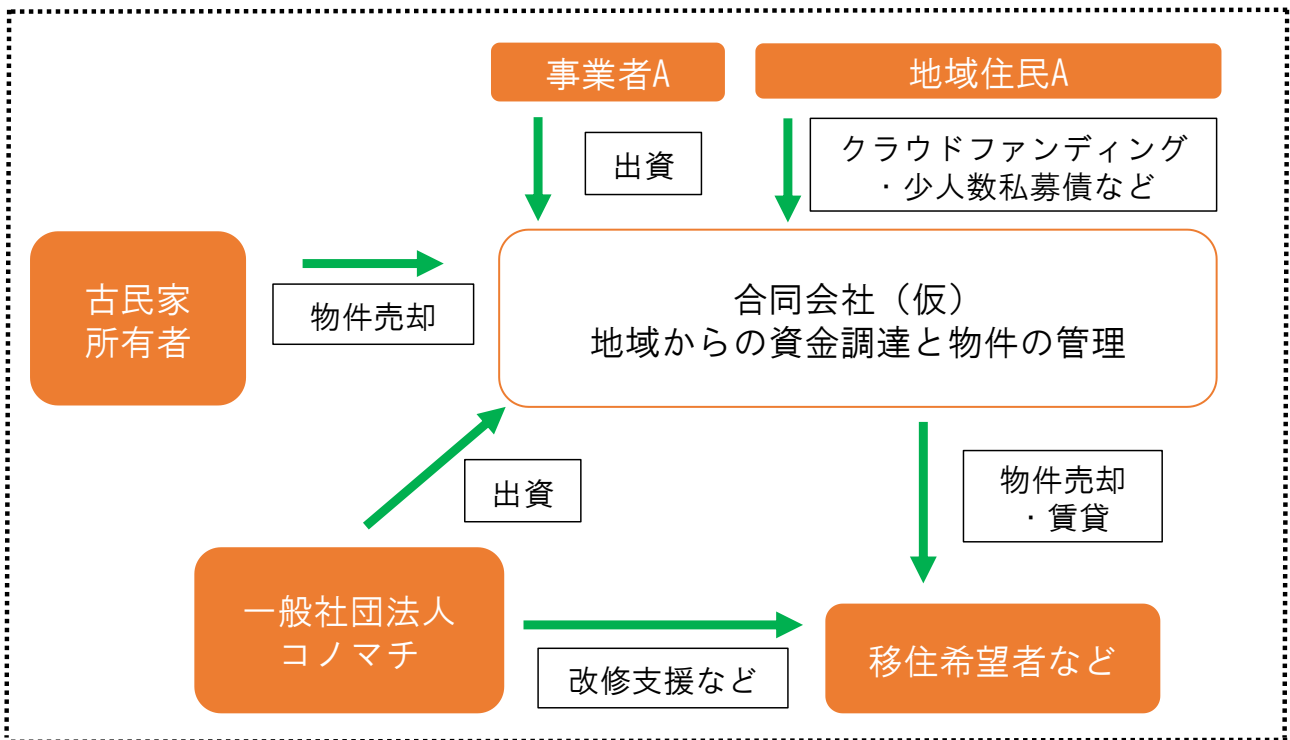 事業者A
地域住民A
出資
クラウドファンディング
・少人数私募債など
古民家
所有者
物件売却
合同会社（仮）
地域からの資金調達と物件の管理
出資
物件売却
・賃貸
一般社団法人
コノマチ
改修支援など
移住希望者など